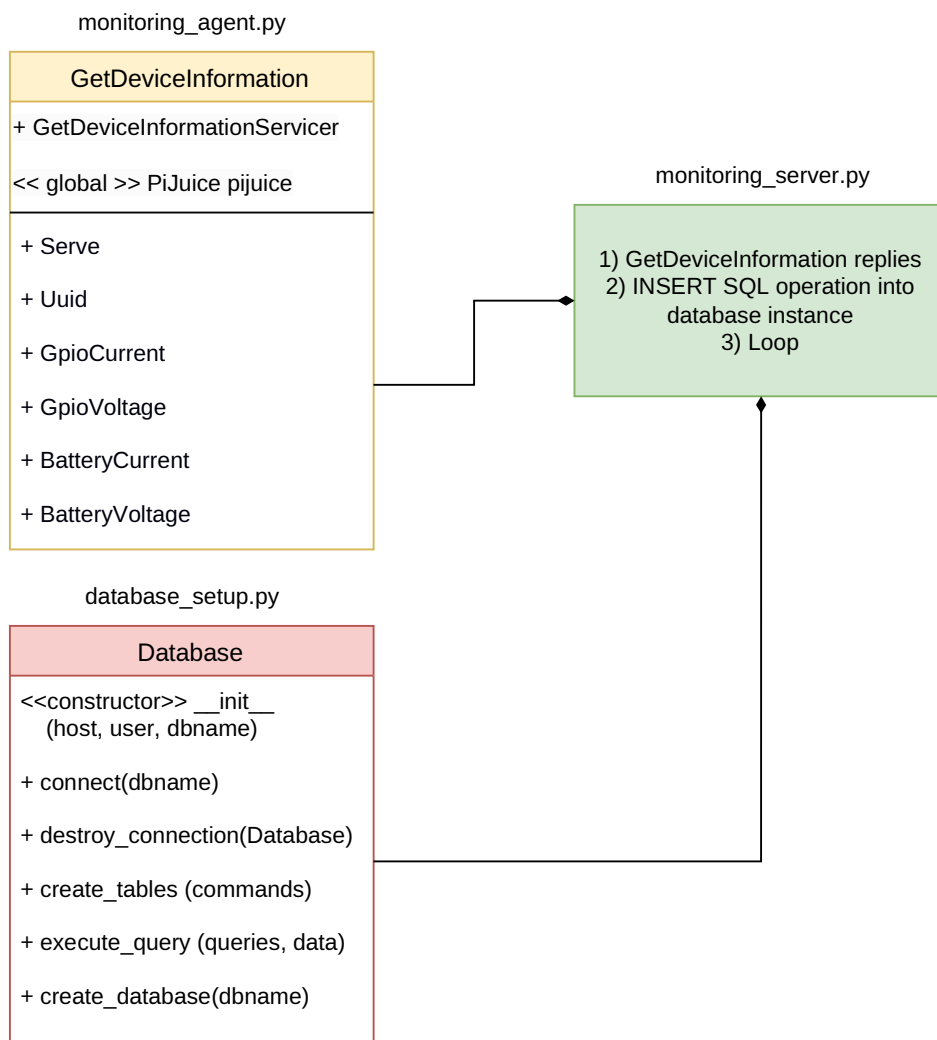 monitoring_agent.py
GetDeviceInformation
+ GetDeviceInformationServicer
<< global >> PiJuice pijuice
+ Serve
+ Uuid
+ GpioCurrent
+ GpioVoltage
+ BatteryCurrent
+ BatteryVoltage
monitoring_server.py
1) GetDeviceInformation replies
2) INSERT SQL operation into
database instance
3) Loop
database_setup.py
Database
<<constructor>> __init__
(host, user, dbname)
+ connect(dbname)
+ destroy_connection(Database)
+ create_tables (commands)
+ execute_query (queries, data)
+ create_database(dbname)